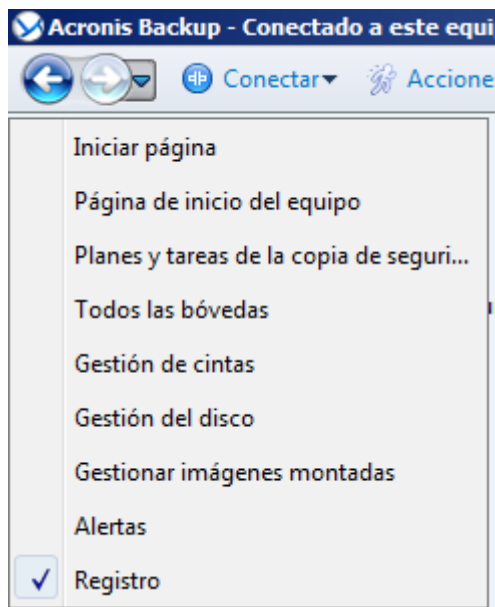 Acronis Backup - Conectado a este equi
Conectar Accione
Iniciar página
Página de inicio del equipo
Planes y tareas de la copia de seguri...
Todos las bóvedas
Gestión de cintas
Gestión del disco
Gestionar imágenes montadas
Alertas
Registro